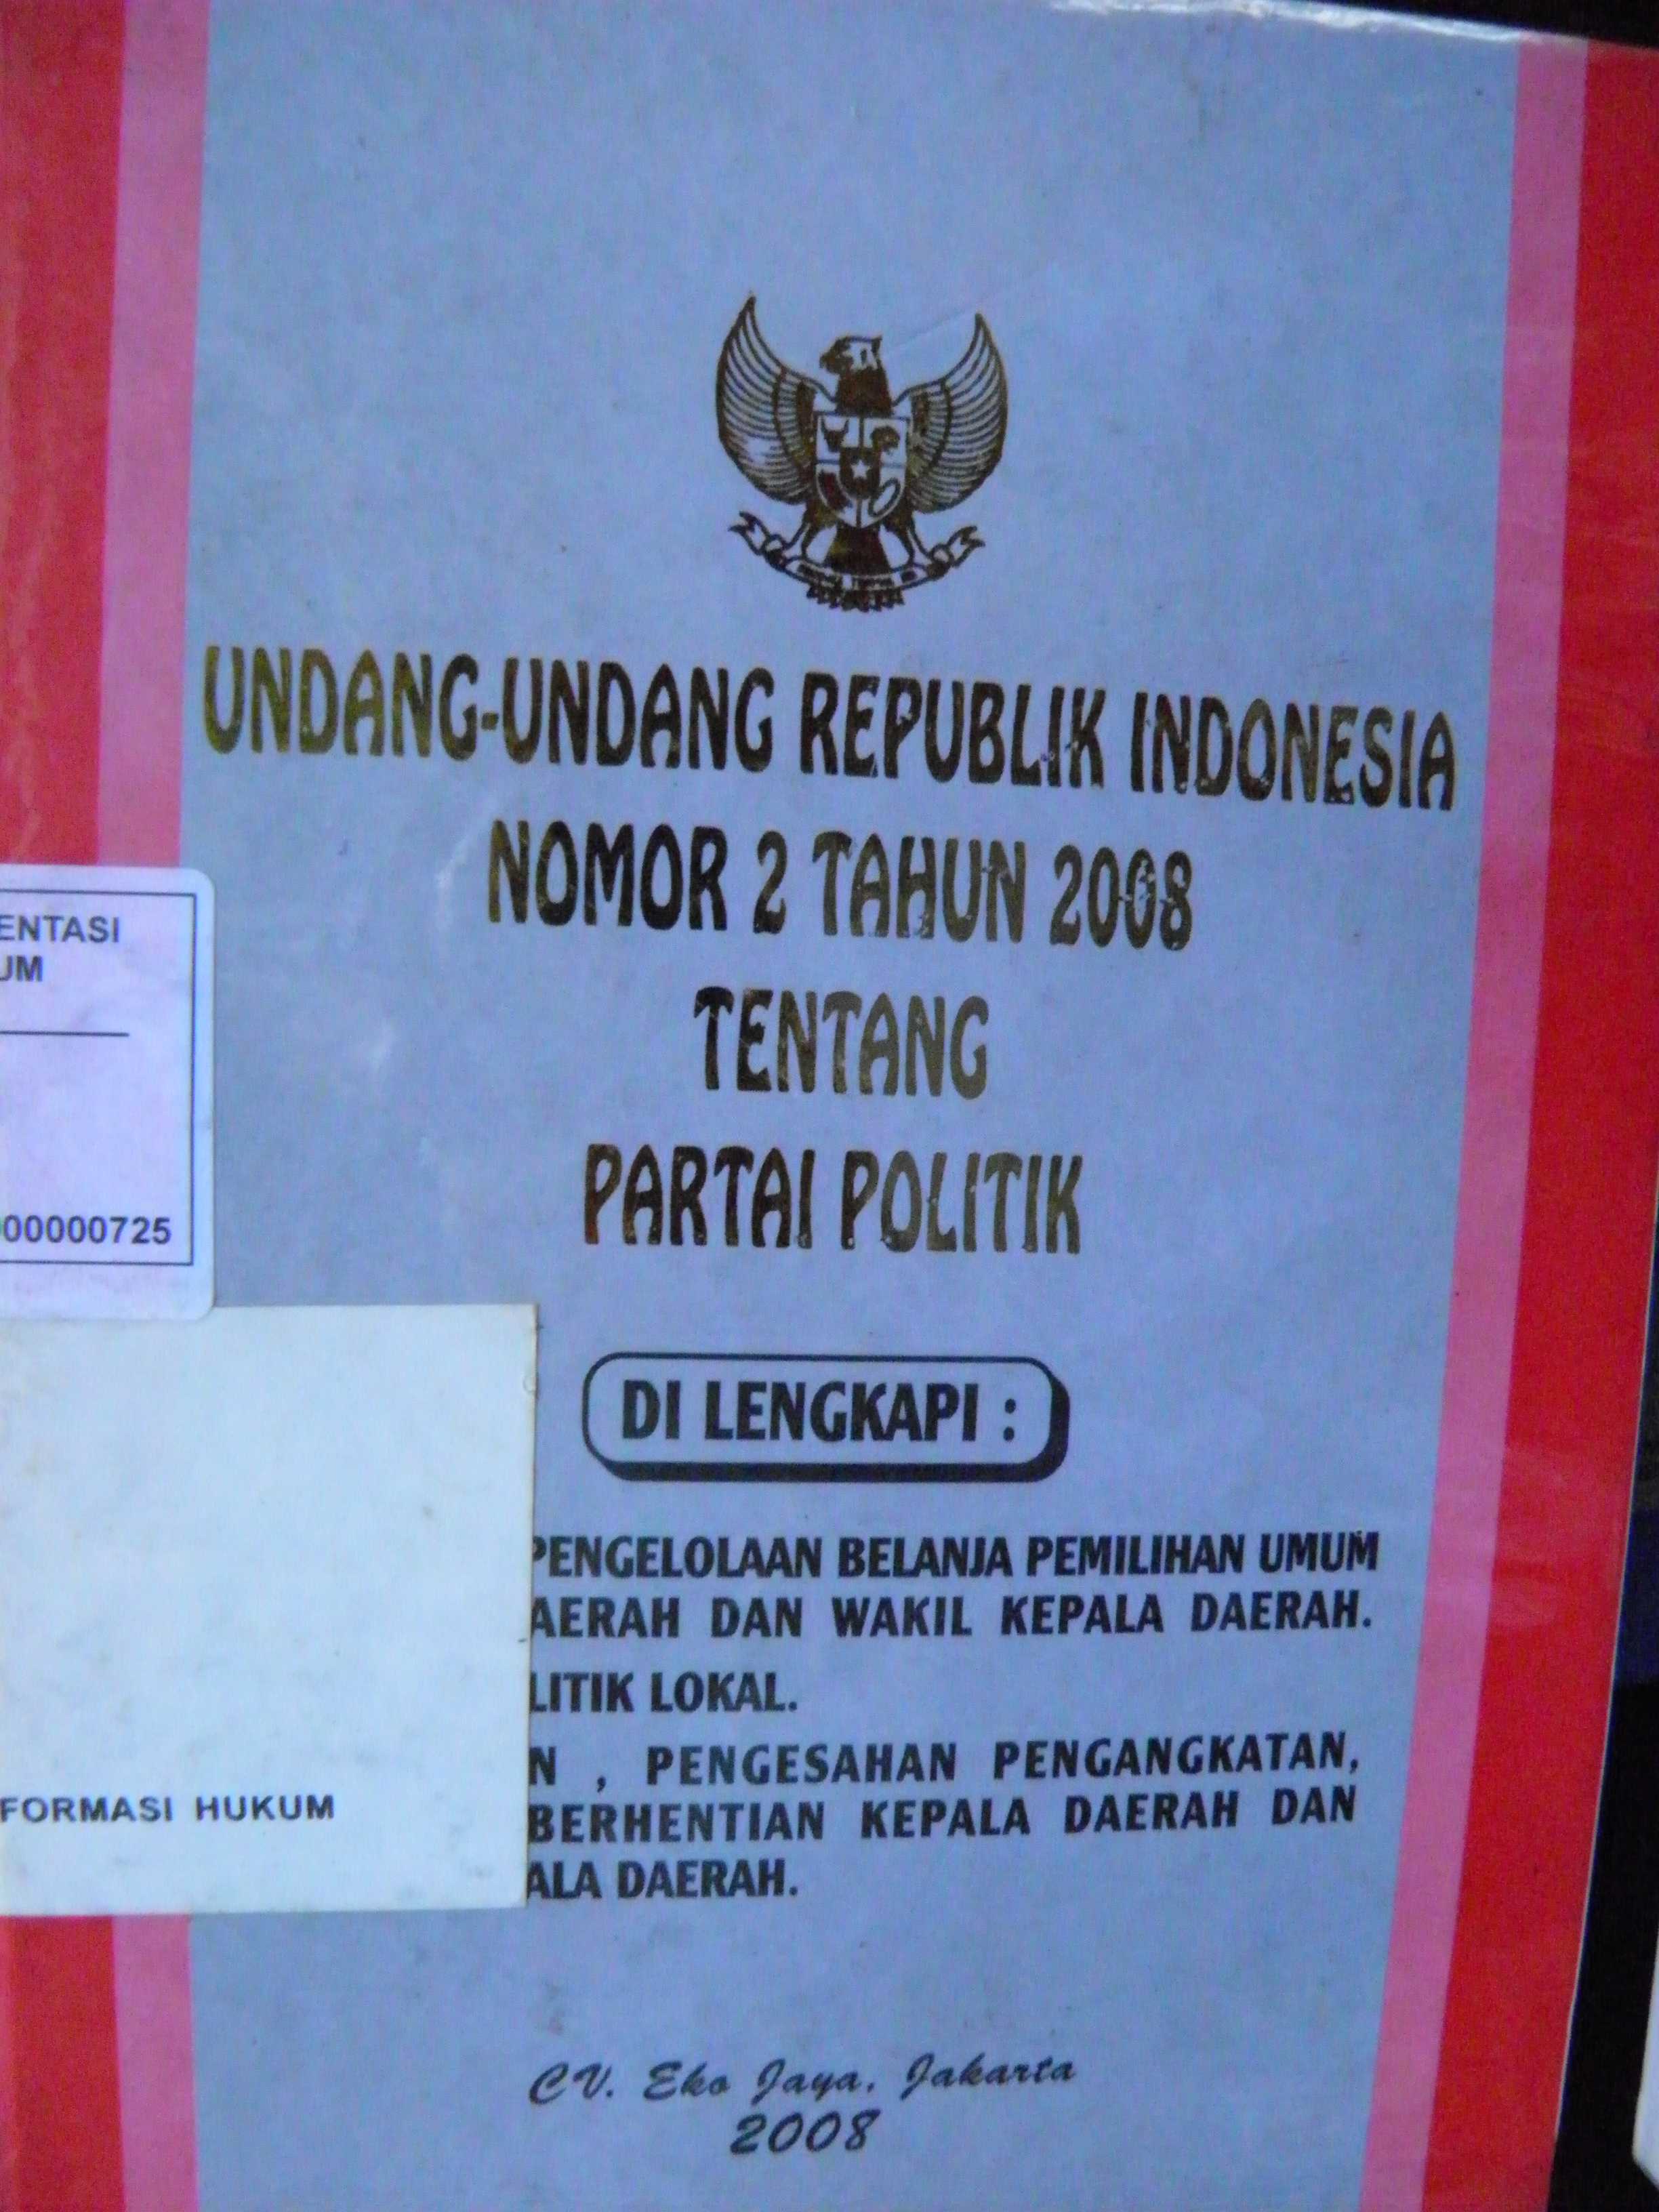 UNDANG-UNDANG REPUBLIK INDONESIA
NOMOR 2 TAHUN 2008
TENTANG
PARTAI POLITIK
ENTASI
UM
00000725
DI LENGKAPI :
PENGELOLAAN BELANJA PEMILIHAN UMUM
AERAH DAN WAKIL KEPALA DAERAH.
LITIK LOKAL.
N , PENGESAHAN PENGANGKATAN,
BERHENTIAN KEPALA DAERAH DAN
ALA DAERAH.
FORMASI HUKUM
CV. Eko Jaya, Jakarta
2008